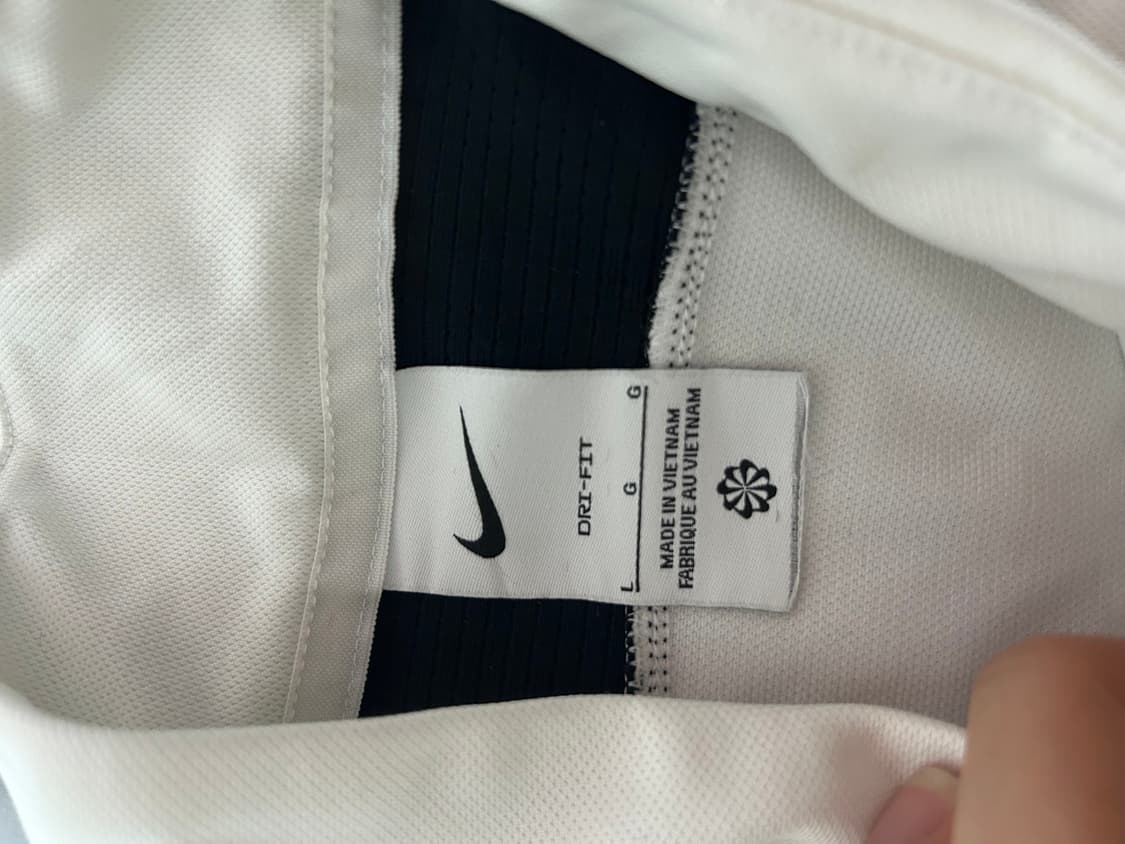 DRI-FIT
L G G
MADE IN VIETNAM
FABRIQUE AU VIETNAM